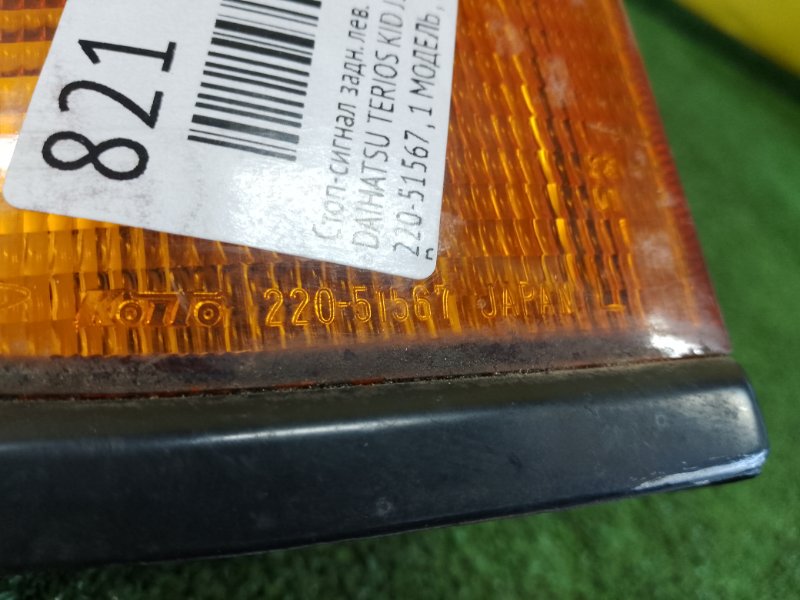 821
Стоп-сигнал задн.лев.
DAIHATSU TERIOS KID
220-51567, 1 МОДЕЛЬ,
KOITO 220-51567 JAPAN L